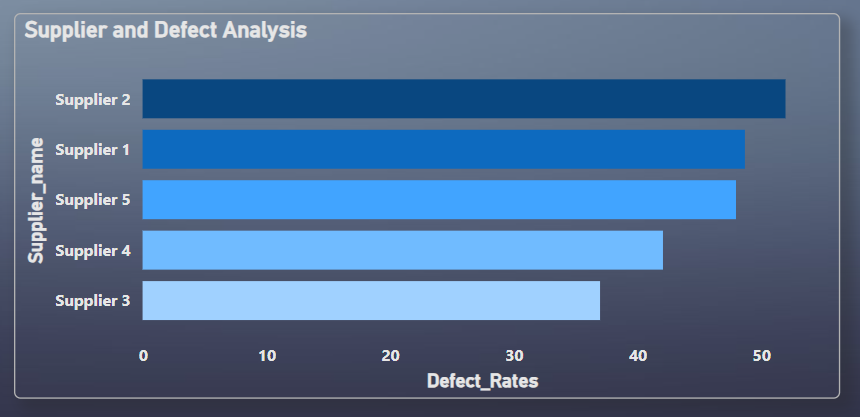 Supplier and Defect Analysis
Supplier_name
Supplier 2
Supplier 1
Supplier 5
Supplier 4
Supplier 3
0 10 20 30 40 50
Defect_Rates